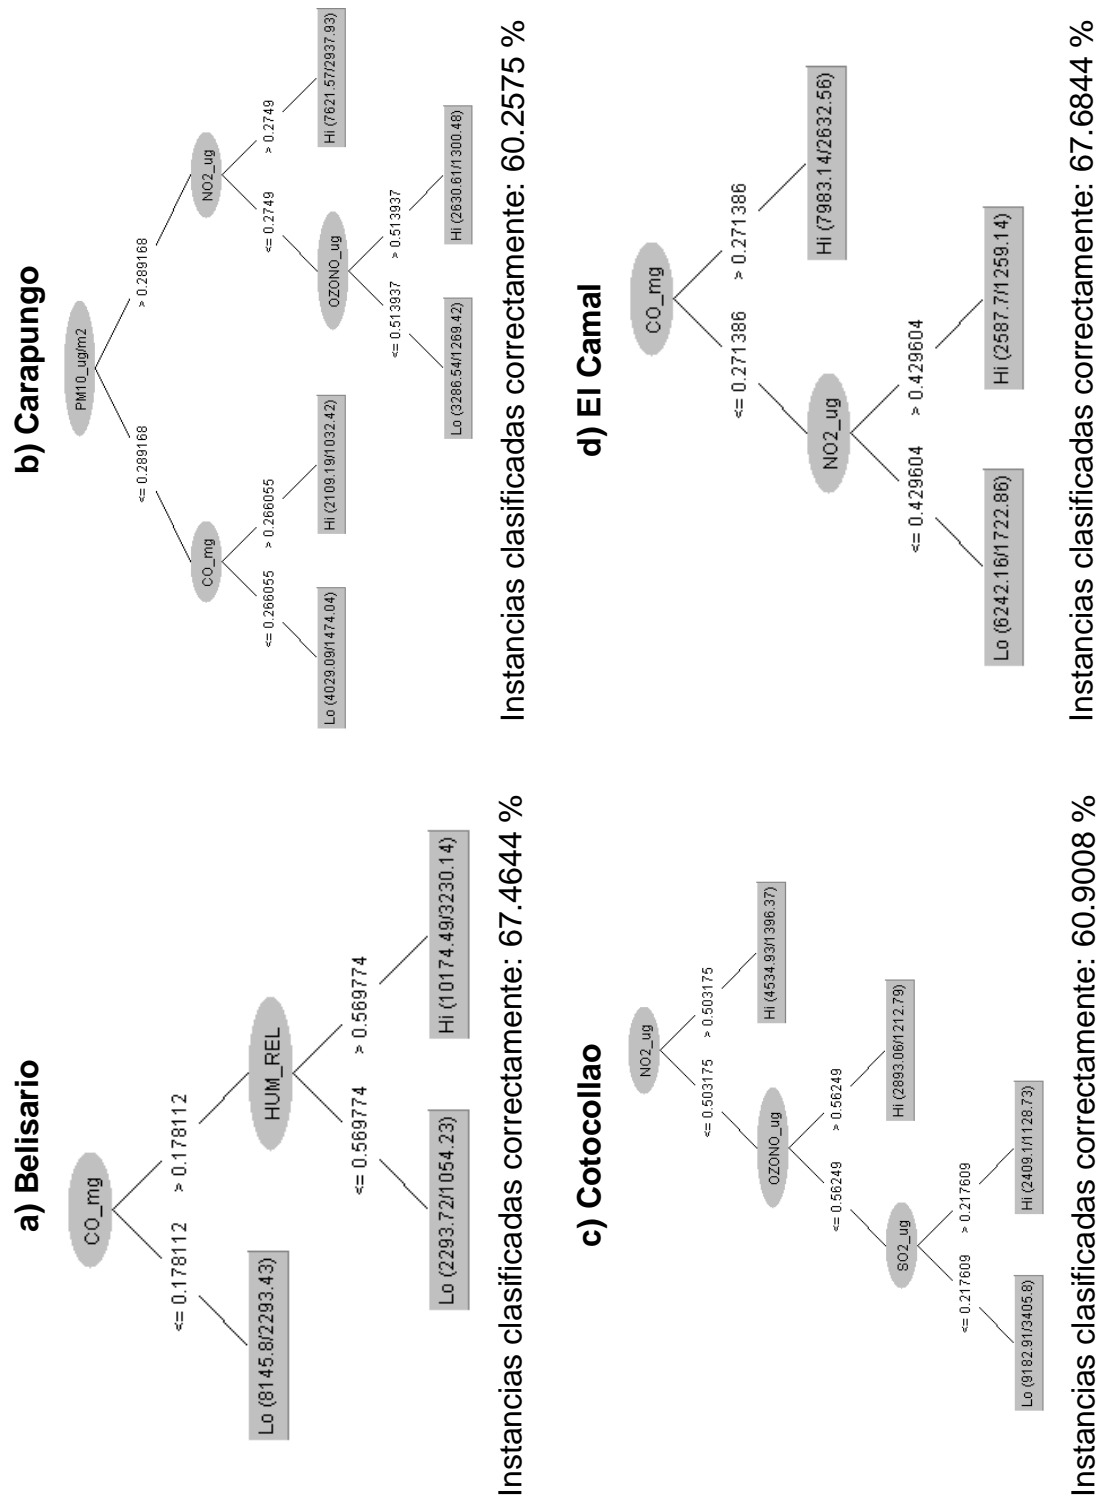 a) Belisario
CO_mg
<= 0.178112
> 0.178112
Lo (8145.8/2293.43)
HUM_REL
<= 0.569774
> 0.569774
Lo (2293.72/1054.23)
Hi (10174.49/3230.14)
Instancias clasificadas correctamente: 67.4644 %
b) Carapungo
PM10_ug/m2
<= 0.289168
> 0.289168
CO_mg
NO2_ug
<= 0.266055
> 0.266055
<= 0.2749
> 0.2749
Lo (4029.09/1474.04)
Hi (2109.19/1032.42)
OZONO_ug
Hi (7621.57/2937.93)
<= 0.513937
> 0.513937
Lo (3286.54/1269.42)
Hi (2630.61/1300.48)
Instancias clasificadas correctamente: 60.2575 %
c) Cotocollao
NO2_ug
<= 0.503175
> 0.503175
OZONO_ug
Hi (4534.93/1396.37)
<= 0.56249
> 0.56249
SO2_ug
Hi (2893.06/1212.79)
<= 0.217609
> 0.217609
Lo (9182.91/3405.8)
Hi (2409.1/1128.73)
Instancias clasificadas correctamente: 60.9008 %
d) El Camal
CO_mg
<= 0.271386
> 0.271386
NO2_ug
Hi (7983.14/2632.56)
<= 0.429604
> 0.429604
Lo (6242.16/1722.86)
Hi (2587.7/1259.14)
Instancias clasificadas correctamente: 67.6844 %